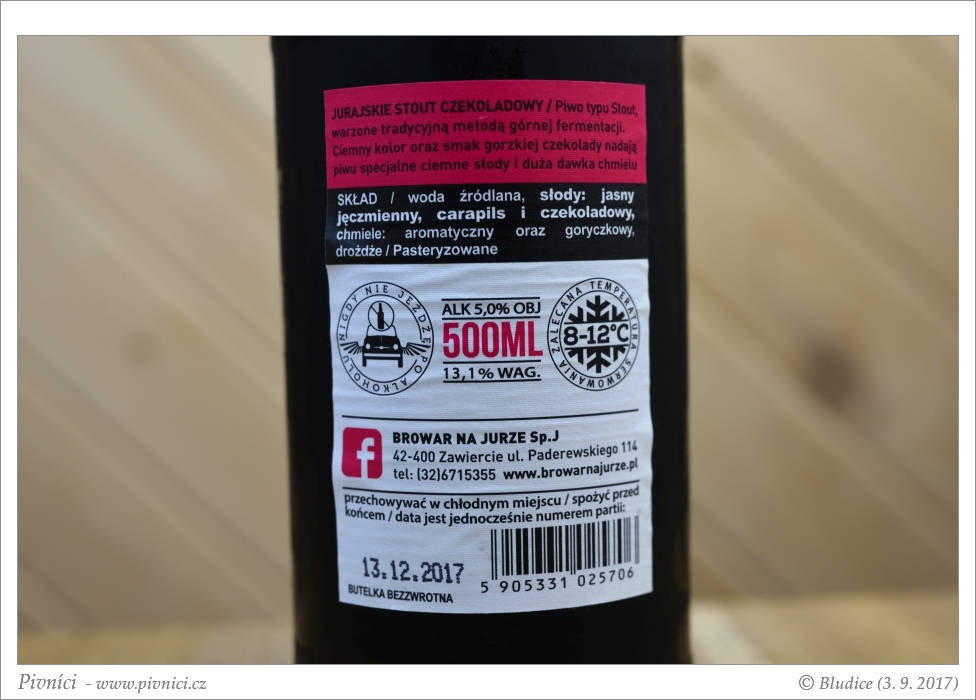 JURAJSKIE STOUT CZEKOLADOWY / Piwo typu Stout,
warzone tradycyjną metodą górnej fermentacji.
Ciemny kolor oraz smak gorzkiej czekolady nadają
piwu specjalne ciemne słody i duża dawka chmielu
SKŁAD / woda źródlana, słody: jasny
jęczmienny, carapils i czekoladowy,
chmiele: aromatyczny oraz goryczkowy,
drożdże / Pasteryzowane
NIGDY NIE JEŻDŻĘ PO ALKOHOLU
ALK 5,0% OBJ
500ML
13,1% WAG.
ZALECANA TEMPERATURA SERWOWANIA
8-12°C
f
BROWAR NA JURZE Sp.J
42-400 Zawiercie ul. Paderewskiego 114
tel: (32)6715355 www.browarnajurze.pl
przechowywać w chłodnym miejscu / spożyć przed
końcem / data jest jednocześnie numerem partii:
13.12.2017
5 905331 025706
BUTELKA BEZZWROTNA
Pivníci - www.pivnici.cz
© Bludice (3. 9. 2017)